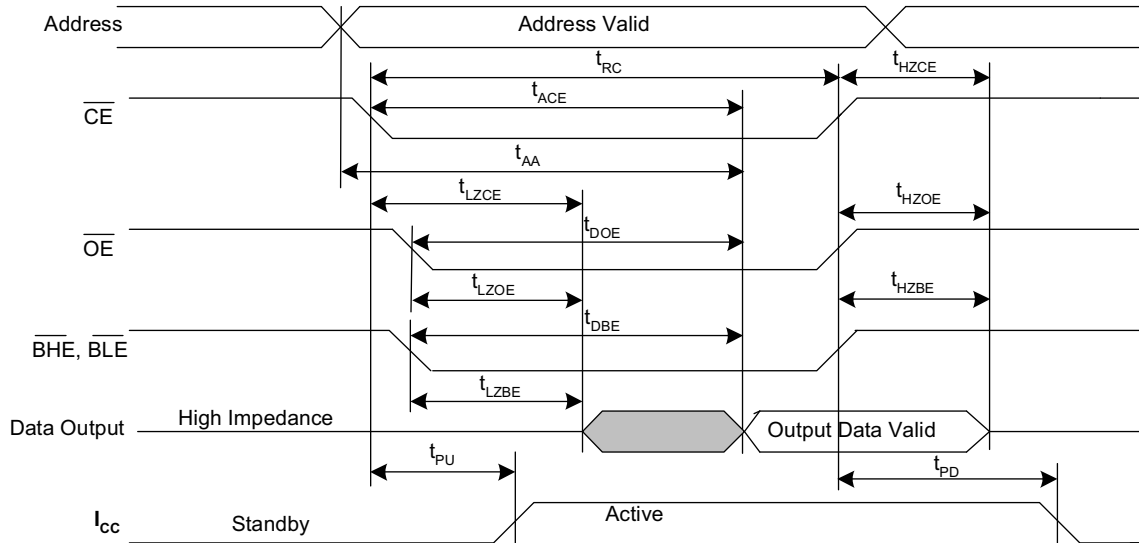 Address
Address Valid
tRC
tHZCE
tACE
CE
tAA
tLZCE
tHZOE
tDOE
OE
tLZOE
tHZBE
tDBE
BHE, BLE
tLZBE
Data Output
High Impedance
Output Data Valid
tPU
tPD
ICC
Standby
Active